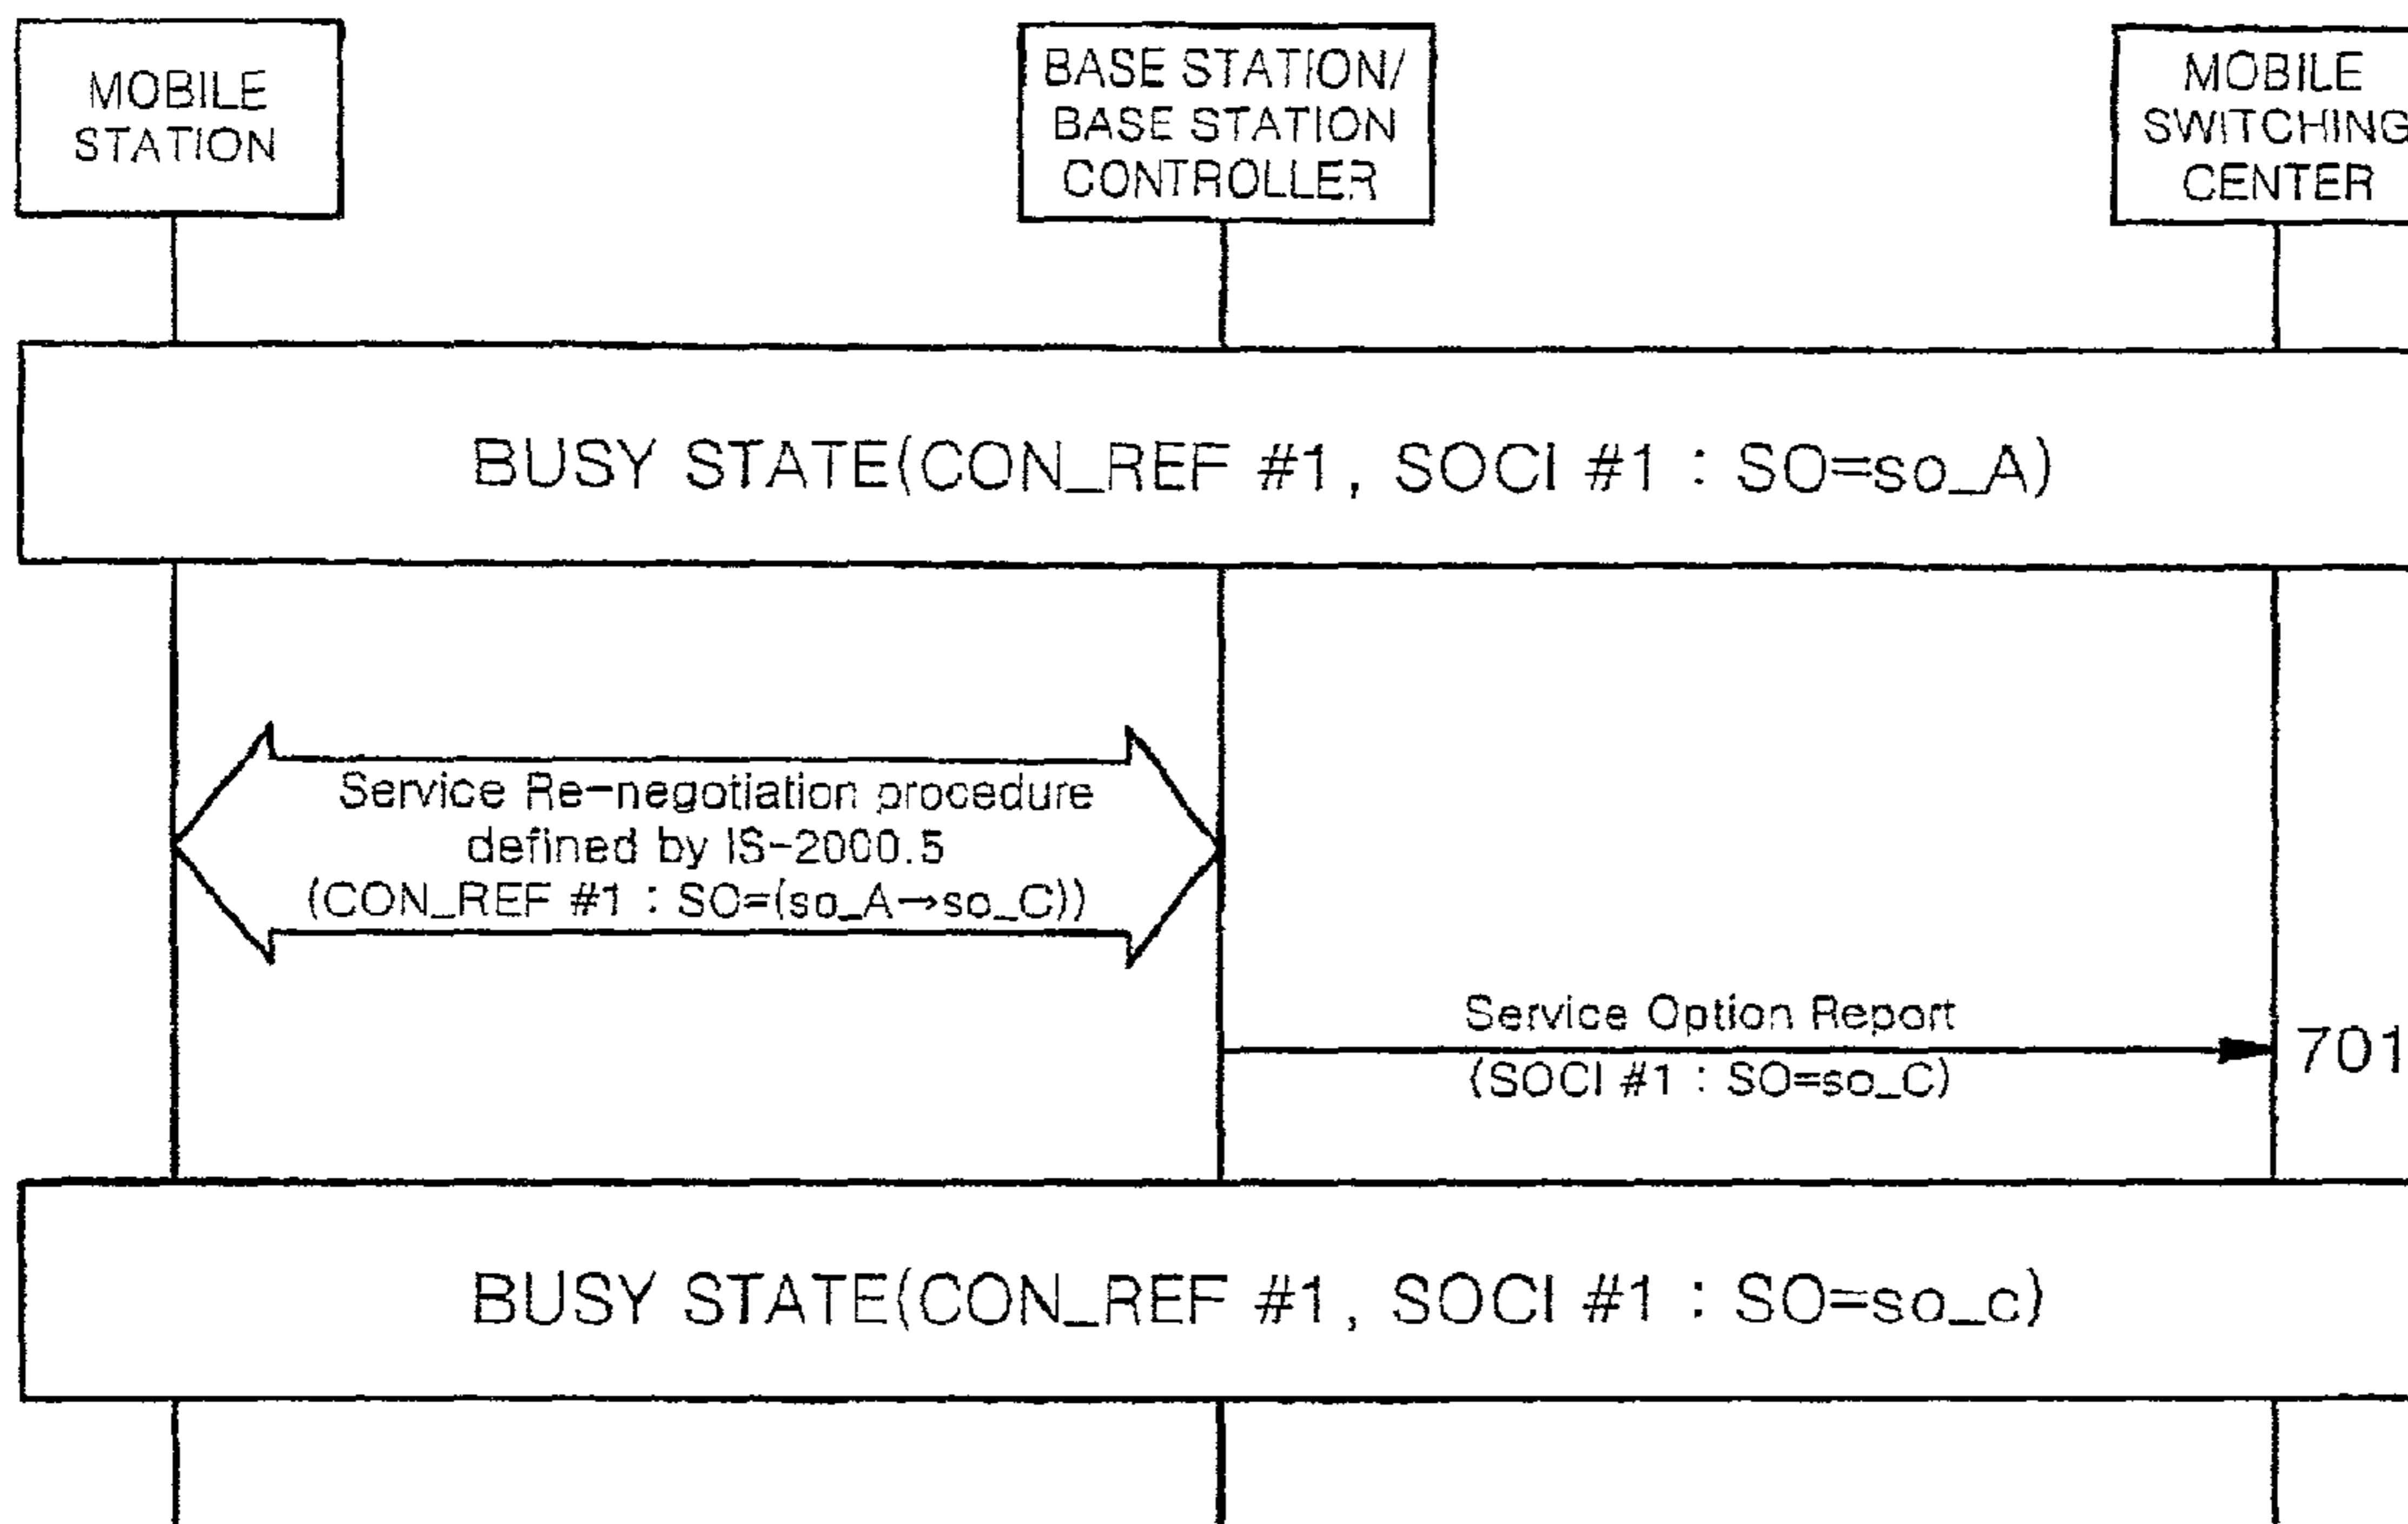 MOBILE
STATION
BASE STATION/
BASE STATION
CONTROLLER
MOBILE
SWITCHING
CENTER
BUSY STATE(CON_REF #1, SOCI #1 : SO=so_A)
Service Re-negotiation procedure
defined by IS-2000.5
(CON_REF #1 : SO=(so_A→so_C))
Service Option Report
(SOCI #1 : SO=so_C)
701
BUSY STATE(CON_REF #1, SOCI #1 : SO=so_c)